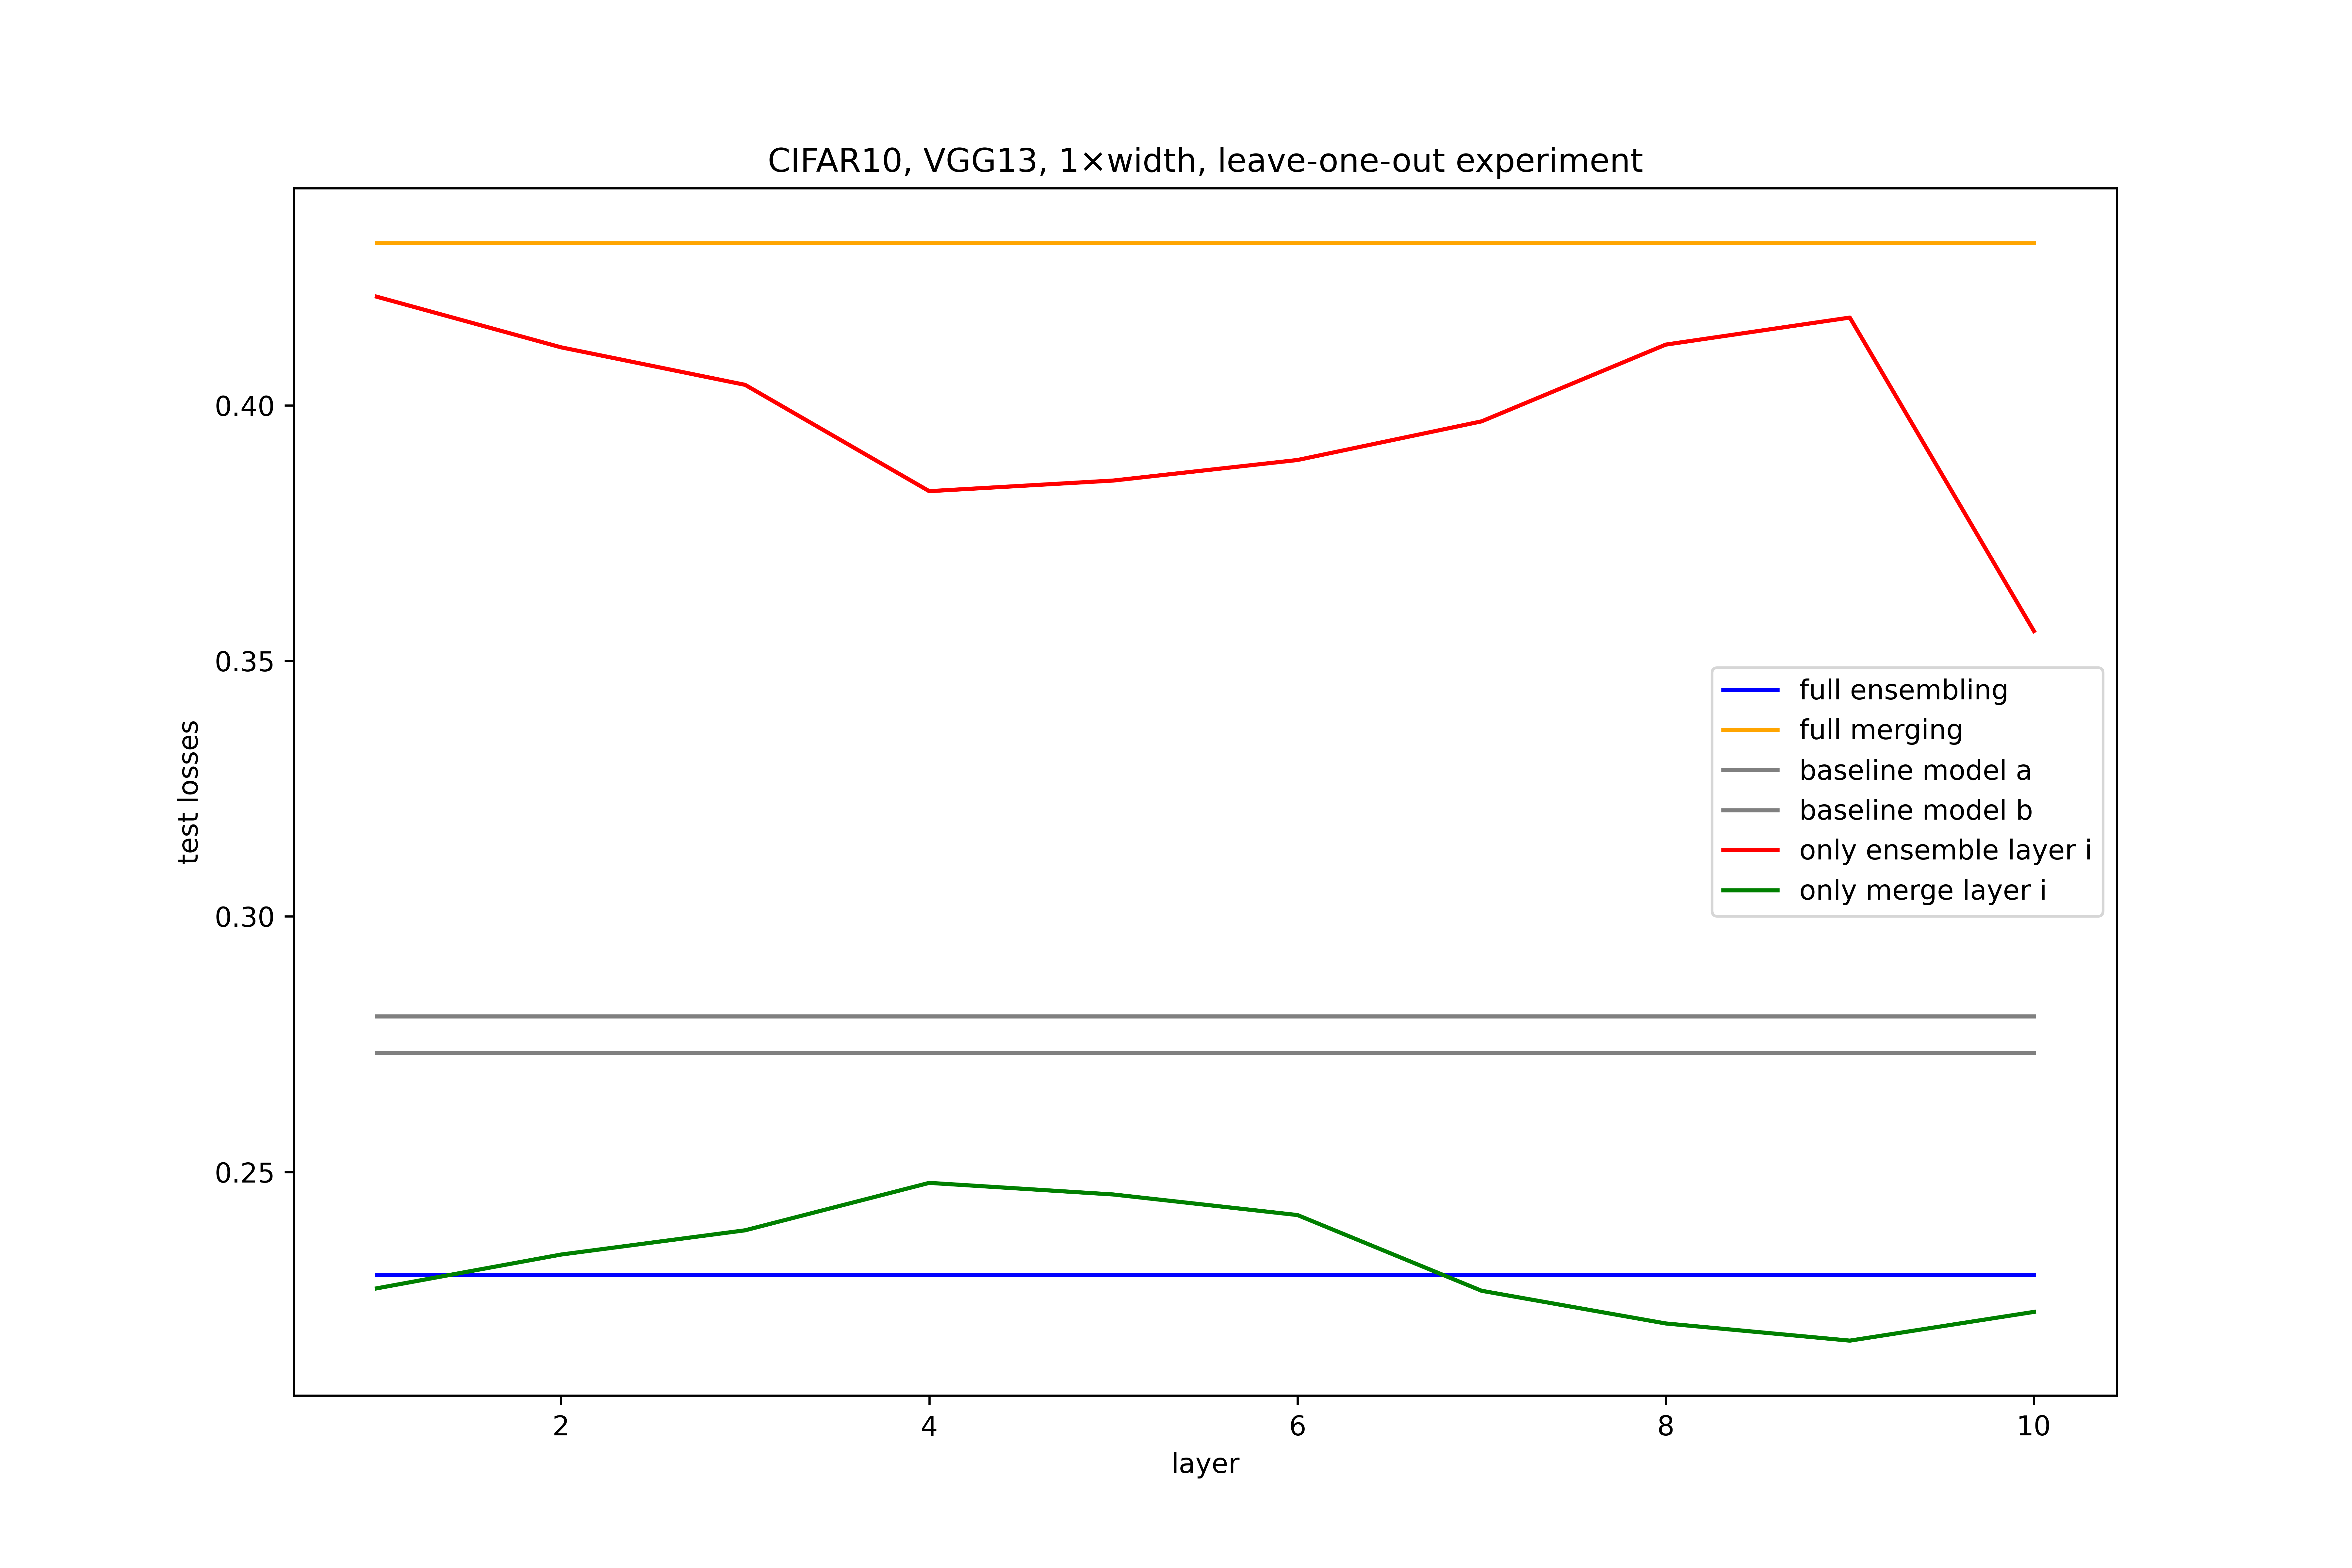 CIFAR10, VGG13, 1×width, leave-one-out experiment
0.40
0.35
0.30
0.25
test losses
full ensembling
full merging
baseline model a
baseline model b
only ensemble layer i
only merge layer i
2 4 6 8 10
layer